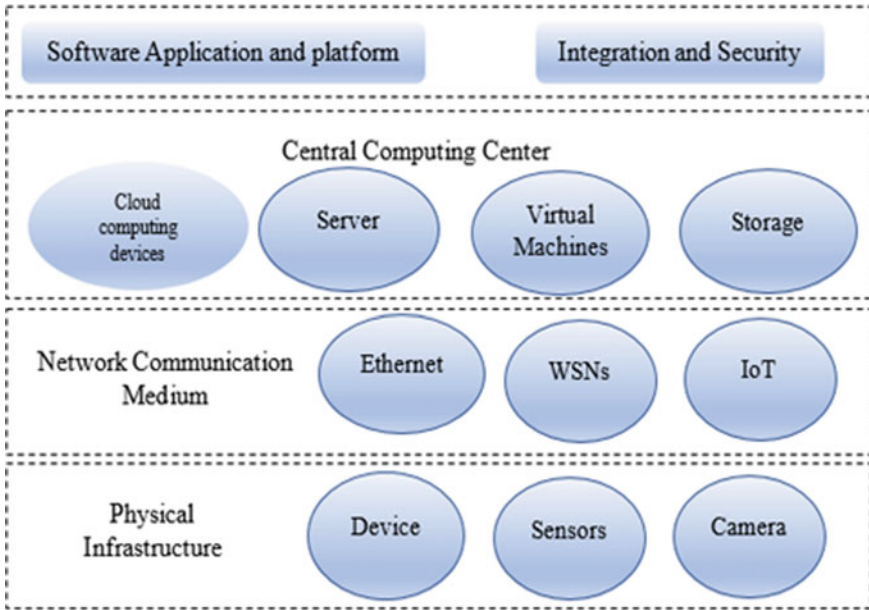 Software Application and platform
Integration and Security
Central Computing Center
Cloud
computing
devices
Server
Virtual
Machines
Storage
Network Communication
Medium
Ethernet
WSNs
IoT
Physical
Infrastructure
Device
Sensors
Camera